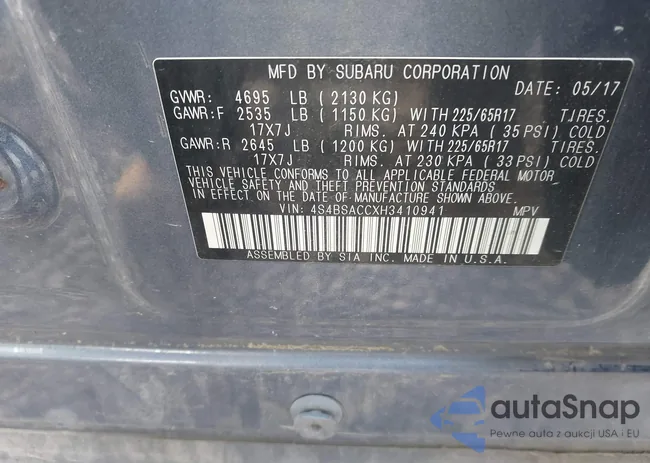 MFD BY SUBARU CORPORATION
DATE: 05/17
GVWR: 4695 LB (2130 KG)
GAWR:F 2535 LB (1150 KG) WITH 225/65R17 TIRES.
17X7J RIMS. AT 240 KPA (35 PSI) COLD
GAWR:R 2645 LB (1200 KG) WITH 225/65R17 TIRES.
17X7J RIMS. AT 230 KPA (33 PSI) COLD
THIS VEHICLE CONFORMS TO ALL APPLICABLE FEDERAL MOTOR
VEHICLE SAFETY AND THEFT PREVENTION STANDARDS
IN EFFECT ON THE DATE OF MANUFACTURE SHOWN ABOVE.
VIN: 4S4BSACCXH3410941 MPV
ASSEMBLED BY SIA INC. MADE IN U.S.A.
autaSnap
Pewne auta z aukcji USA i EU